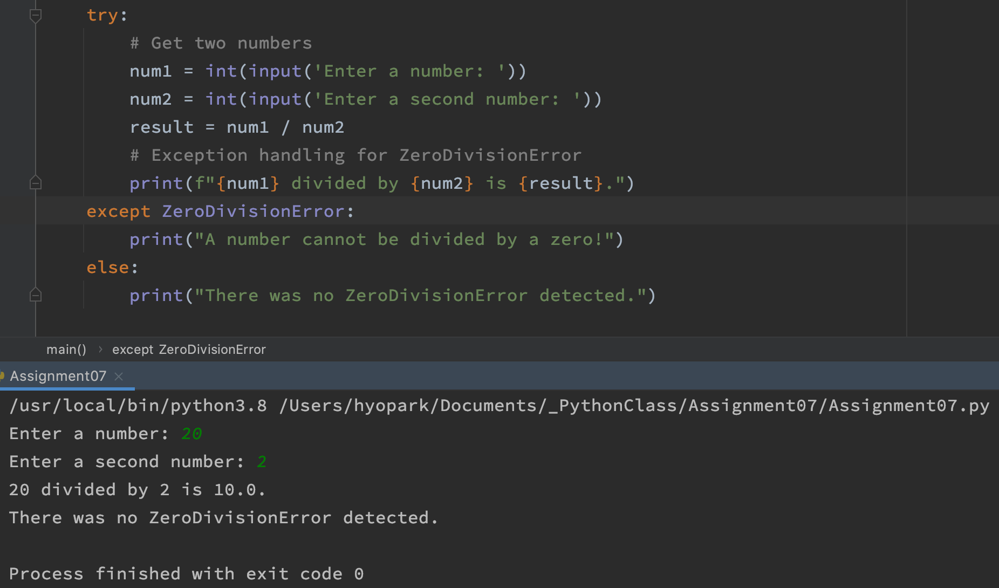 try:
# Get two numbers
num1 = int(input('Enter a number: '))
num2 = int(input('Enter a second number: '))
result = num1 / num2
# Exception handling for ZeroDivisionError
print(f"{num1} divided by {num2} is {result}.")
except ZeroDivisionError:
print("A number cannot be divided by a zero!")
else:
print("There was no ZeroDivisionError detected.")
main() › except ZeroDivisionError
Assignment07 ×
/usr/local/bin/python3.8 /Users/hyopark/Documents/_PythonClass/Assignment07/Assignment07.py
Enter a number: 20
Enter a second number: 2
20 divided by 2 is 10.0.
There was no ZeroDivisionError detected.
Process finished with exit code 0